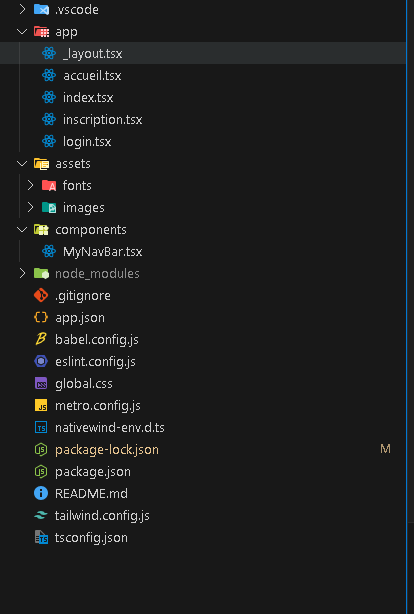 .vscode
app
_layout.tsx
accueil.tsx
index.tsx
inscription.tsx
login.tsx
assets
fonts
images
components
MyNavBar.tsx
node_modules
.gitignore
app.json
babel.config.js
eslint.config.js
global.css
metro.config.js
nativewind-env.d.ts
package-lock.json M
package.json
README.md
tailwind.config.js
tsconfig.json